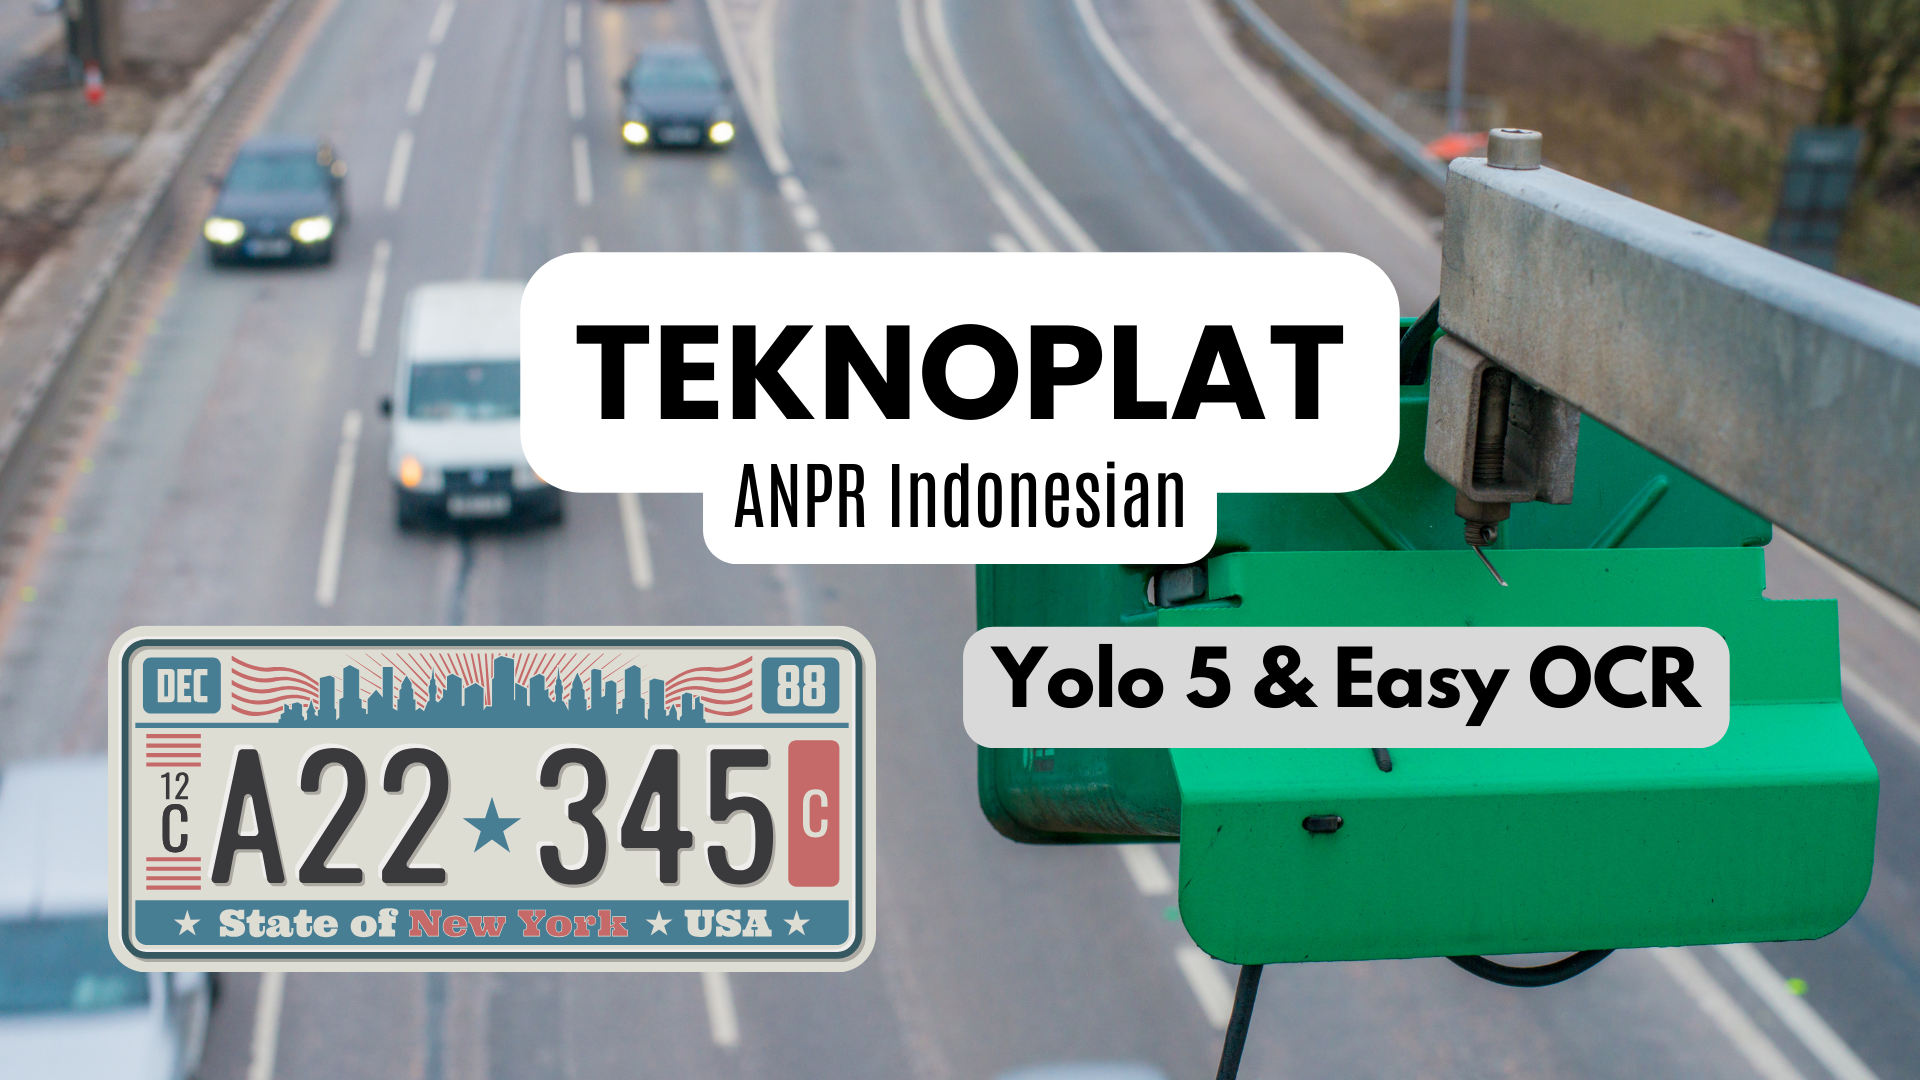 TEKNOPLAT
ANPR Indonesian
Yolo 5 & Easy OCR
DEC
88
12
C
A22 345
C
State of New York USA